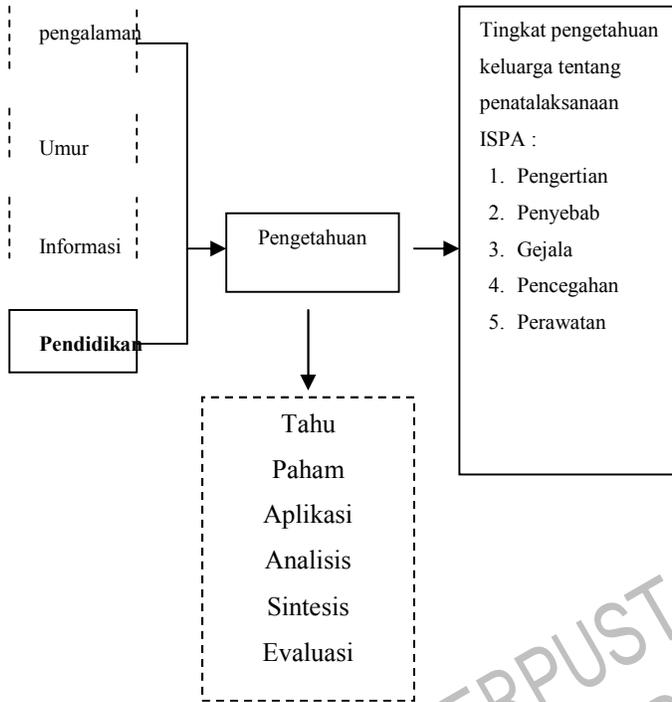 pengalaman
Umur
Informasi
Pendidikan
Pengetahuan
Tingkat pengetahuan
keluarga tentang
penatalaksanaan
ISPA :
1. Pengertian
2. Penyebab
3. Gejala
4. Pencegahan
5. Perawatan
Tahu
Paham
Aplikasi
Analisis
Sintesis
Evaluasi